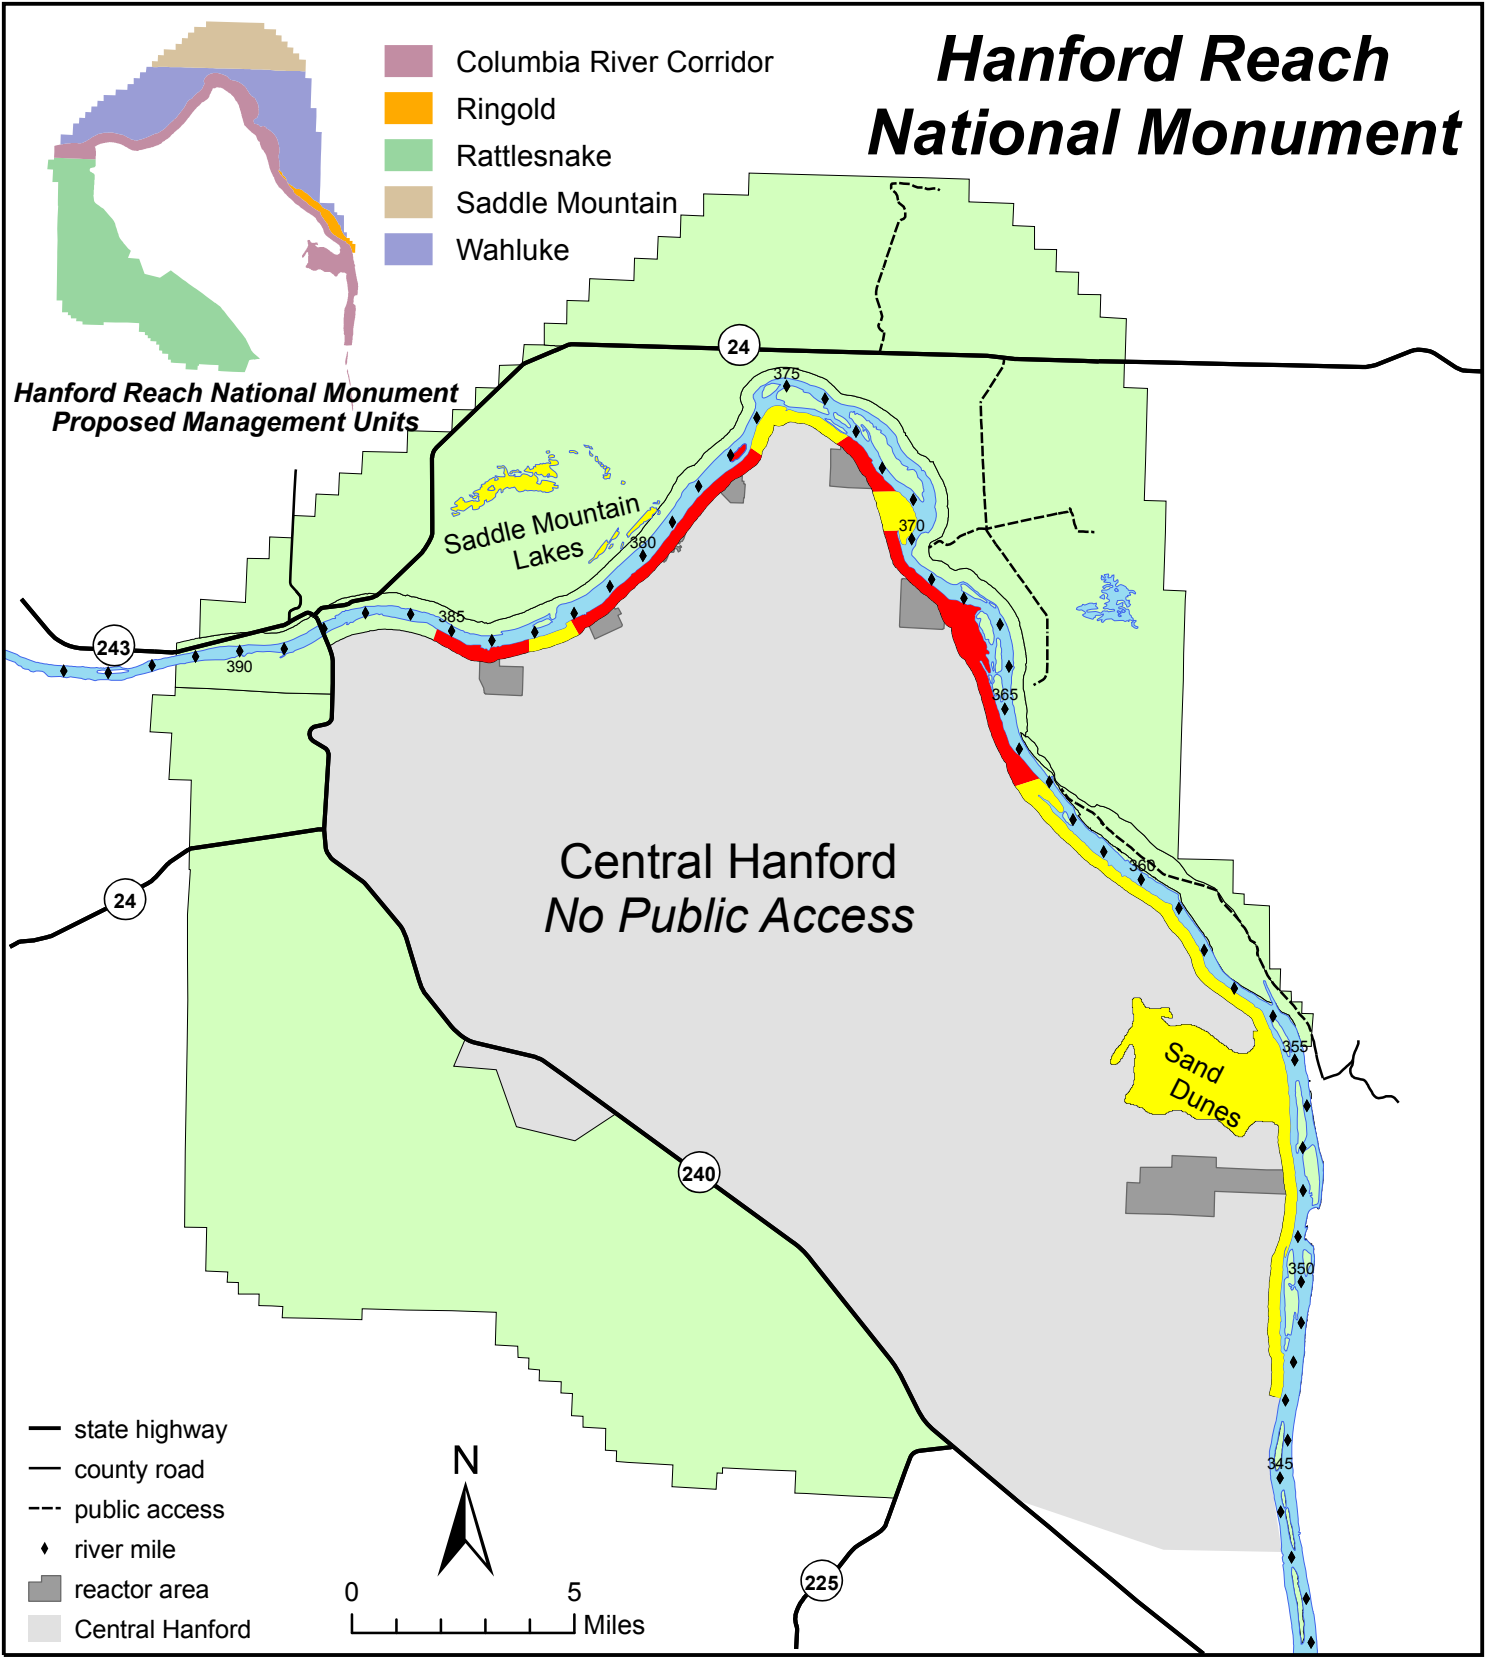 Hanford Reach
National Monument
Columbia River Corridor
Ringold
Rattlesnake
Saddle Mountain
Wahluke
Hanford Reach National Monument
Proposed Management Units
24
375
Saddle Mountain
Lakes
380
370
385
243
390
365
Central Hanford
No Public Access
360
24
355
Sand
Dunes
240
350
345
225
state highway
county road
public access
river mile
reactor area
Central Hanford
N
0 5
Miles